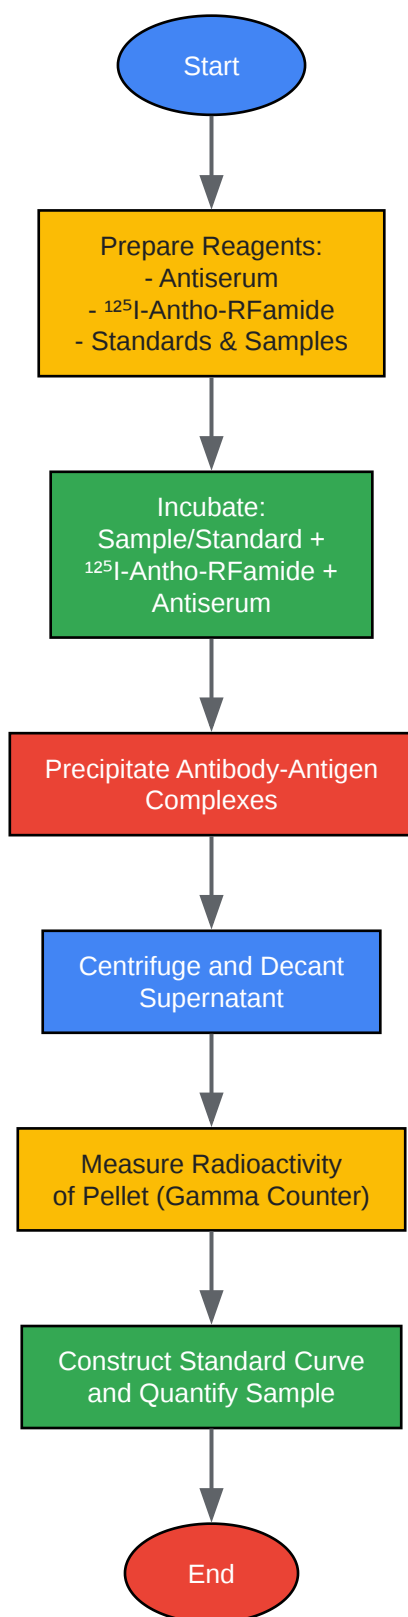 Start
Prepare Reagents:
- Antiserum
- ¹²⁵I-Antho-RFamide
- Standards & Samples
Incubate:
Sample/Standard +
¹²⁵I-Antho-RFamide +
Antiserum
Precipitate Antibody-Antigen
Complexes
Centrifuge and Decant
Supernatant
Measure Radioactivity
of Pellet (Gamma Counter)
Construct Standard Curve
and Quantify Sample
End